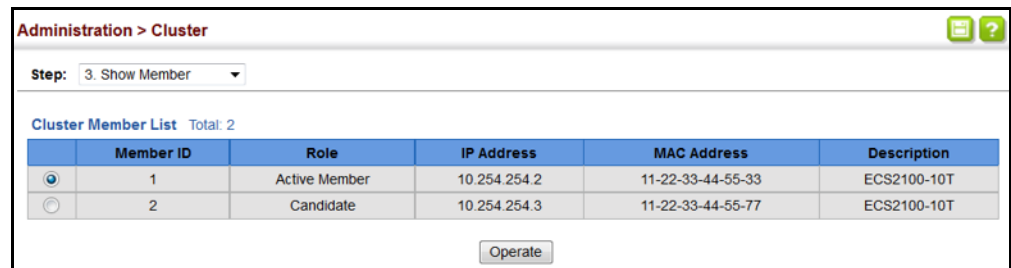 Administration > Cluster
?
Step: 3. Show Member
Cluster Member List Total: 2
Member ID Role IP Address MAC Address Description
1 Active Member 10.254.254.2 11-22-33-44-55-33 ECS2100-10T
2 Candidate 10.254.254.3 11-22-33-44-55-77 ECS2100-10T
Operate